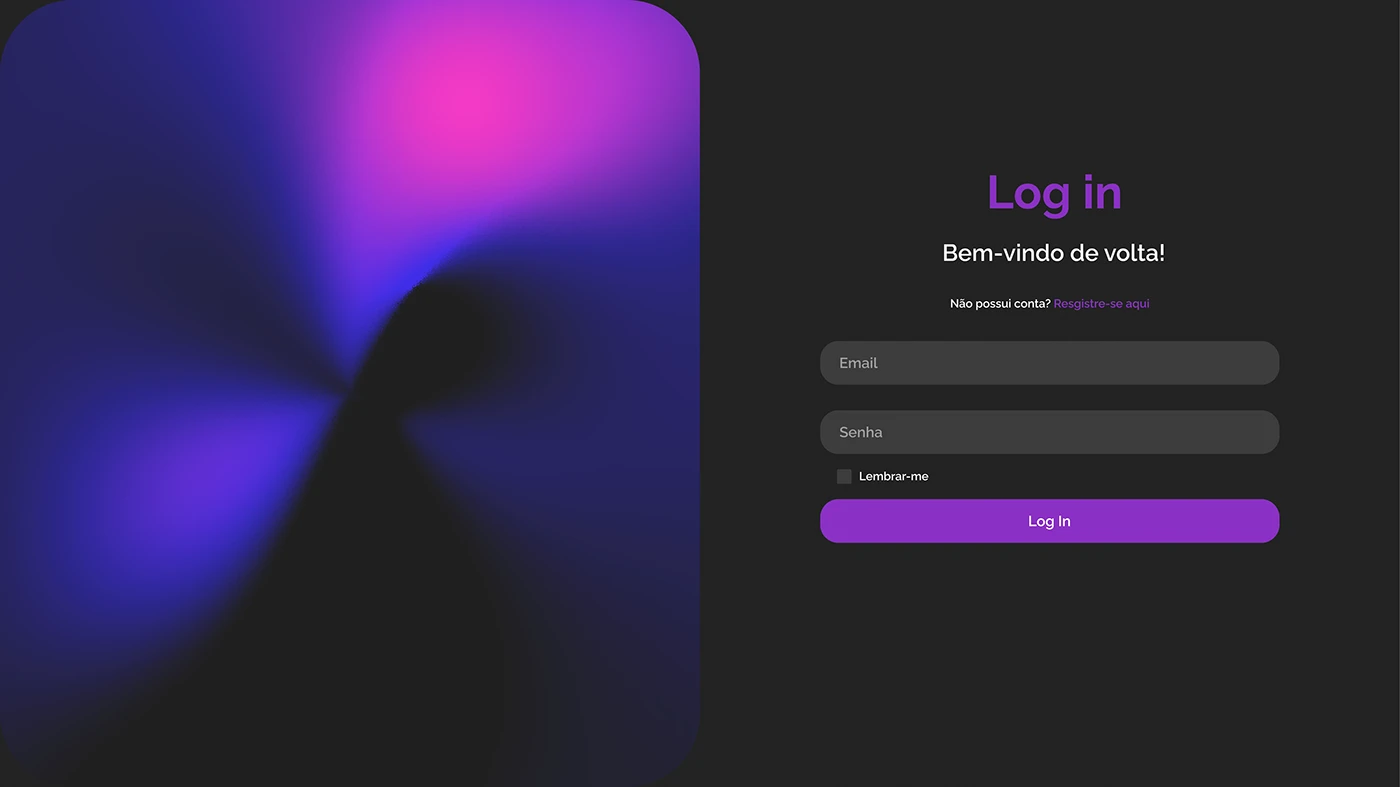 Log in
Bem-vindo de volta!
Não possui conta? Resgistre-se aqui
Email
Senha
Lembrar-me
Log In